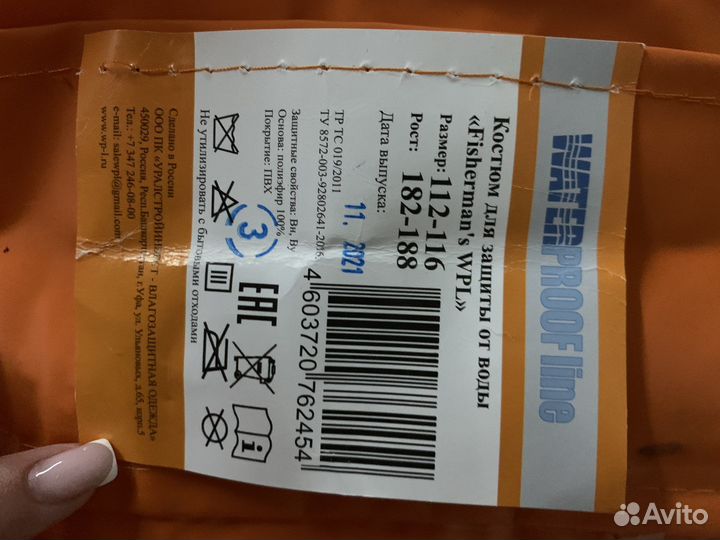 WATERPROOF line
Костюм для защиты от воды
«Fisherman's WPL»
Размер: 112-116
Рост: 182-188
Дата выпуска:
11. 2021
ТР ТС 019/2011
ТУ 8572-003-92802641-2016.
Защитные свойства: Вн, Ву
Основа: полиэфир 100%
Покрытие: ПВХ
4 603720 762454
3
EAC
Не утилизировать с бытовыми отходами
Сделано в России
ООО ПК «УРАЛСТРОЙИНВЕСТ - ВЛАГОЗАЩИТНАЯ ОДЕЖДА»
450029, Россия, Респ.Башкортостан, г.Уфа, ул. Ульяновых, д.65, корп.5
Тел.: +7 347 246-08-00
e-mail: salewpl@gmail.com
www.wp-l.ru
Avito